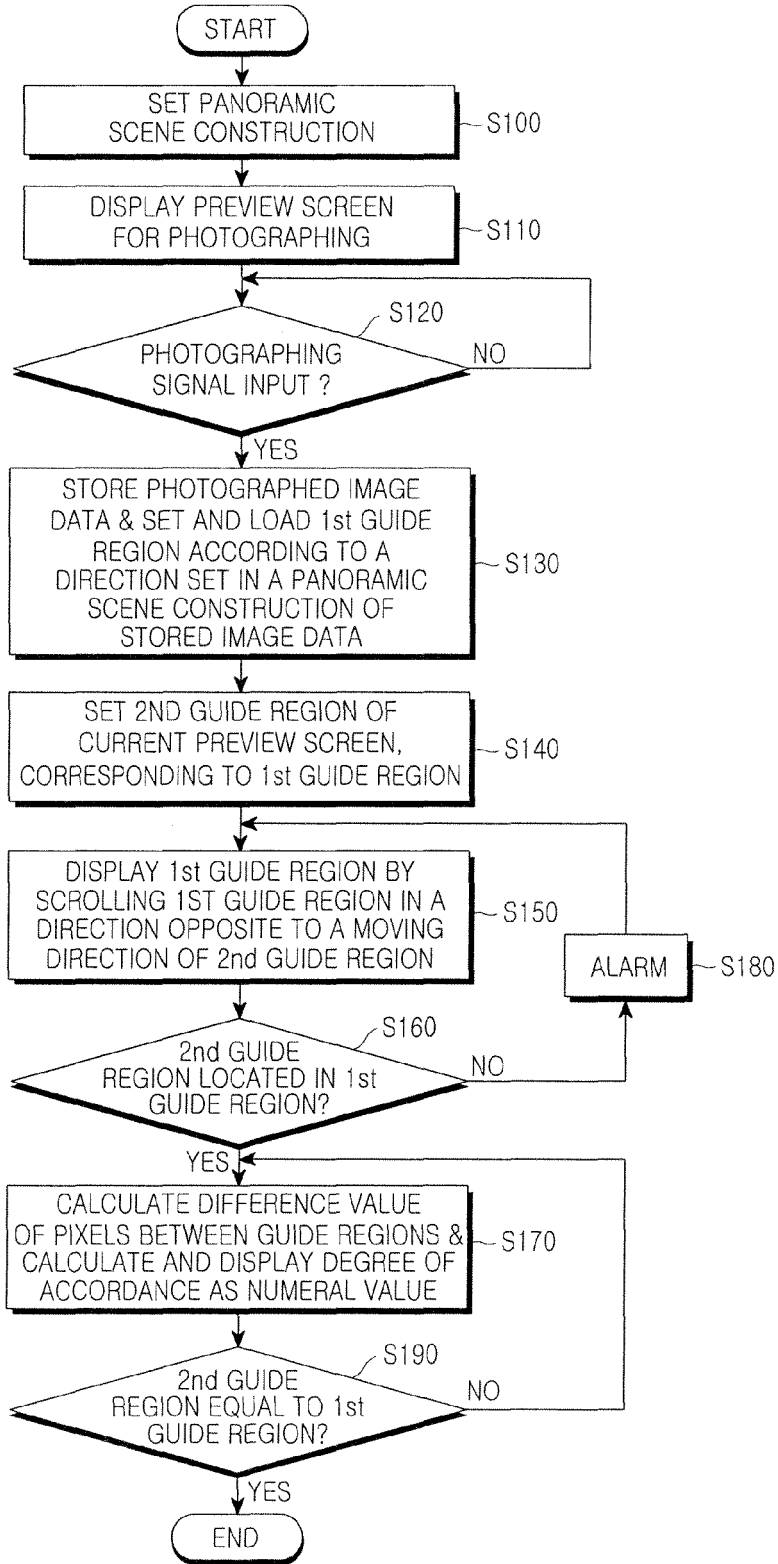 START
SET PANORAMIC
SCENE CONSTRUCTION
S100
DISPLAY PREVIEW SCREEN
FOR PHOTOGRAPHING
S110
S120
PHOTOGRAPHING
SIGNAL INPUT ?
NO
YES
STORE PHOTOGRAPHED IMAGE
DATA & SET AND LOAD 1st GUIDE
REGION ACCORDING TO A
DIRECTION SET IN A PANORAMIC
SCENE CONSTRUCTION OF
STORED IMAGE DATA
S130
SET 2ND GUIDE REGION OF
CURRENT PREVIEW SCREEN,
CORRESPONDING TO 1st GUIDE REGION
S140
DISPLAY 1st GUIDE REGION BY
SCROLLING 1ST GUIDE REGION IN A
DIRECTION OPPOSITE TO A MOVING
DIRECTION OF 2nd GUIDE REGION
S150
ALARM
S180
S160
2nd GUIDE
REGION LOCATED IN 1st
GUIDE REGION?
NO
YES
CALCULATE DIFFERENCE VALUE
OF PIXELS BETWEEN GUIDE REGIONS &
CALCULATE AND DISPLAY DEGREE OF
ACCORDANCE AS NUMERAL VALUE
S170
S190
2nd GUIDE
REGION EQUAL TO 1st
GUIDE REGION?
NO
YES
END